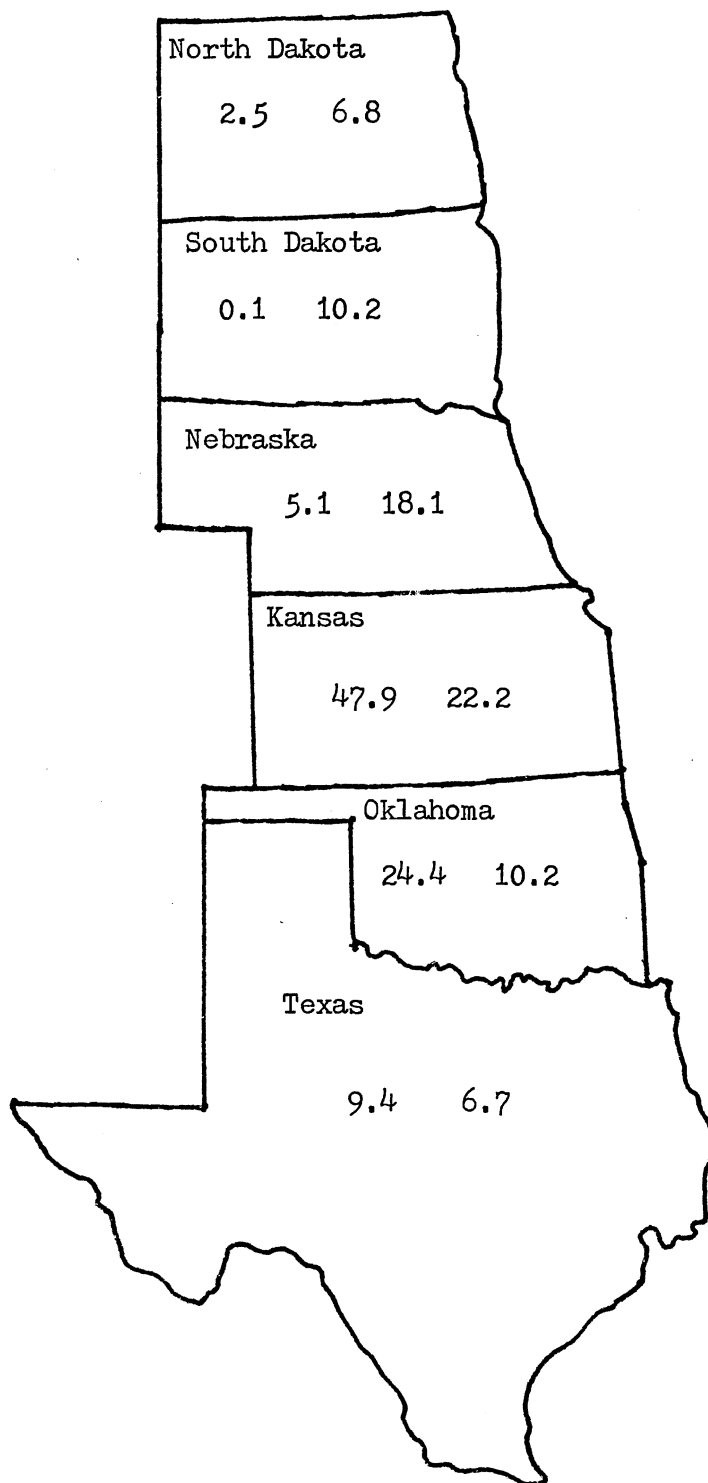 North Dakota
2.5 6.8
South Dakota
0.1 10.2
Nebraska
5.1 18.1
Kansas
47.9 22.2
Oklahoma
24.4 10.2
Texas
9.4 6.7